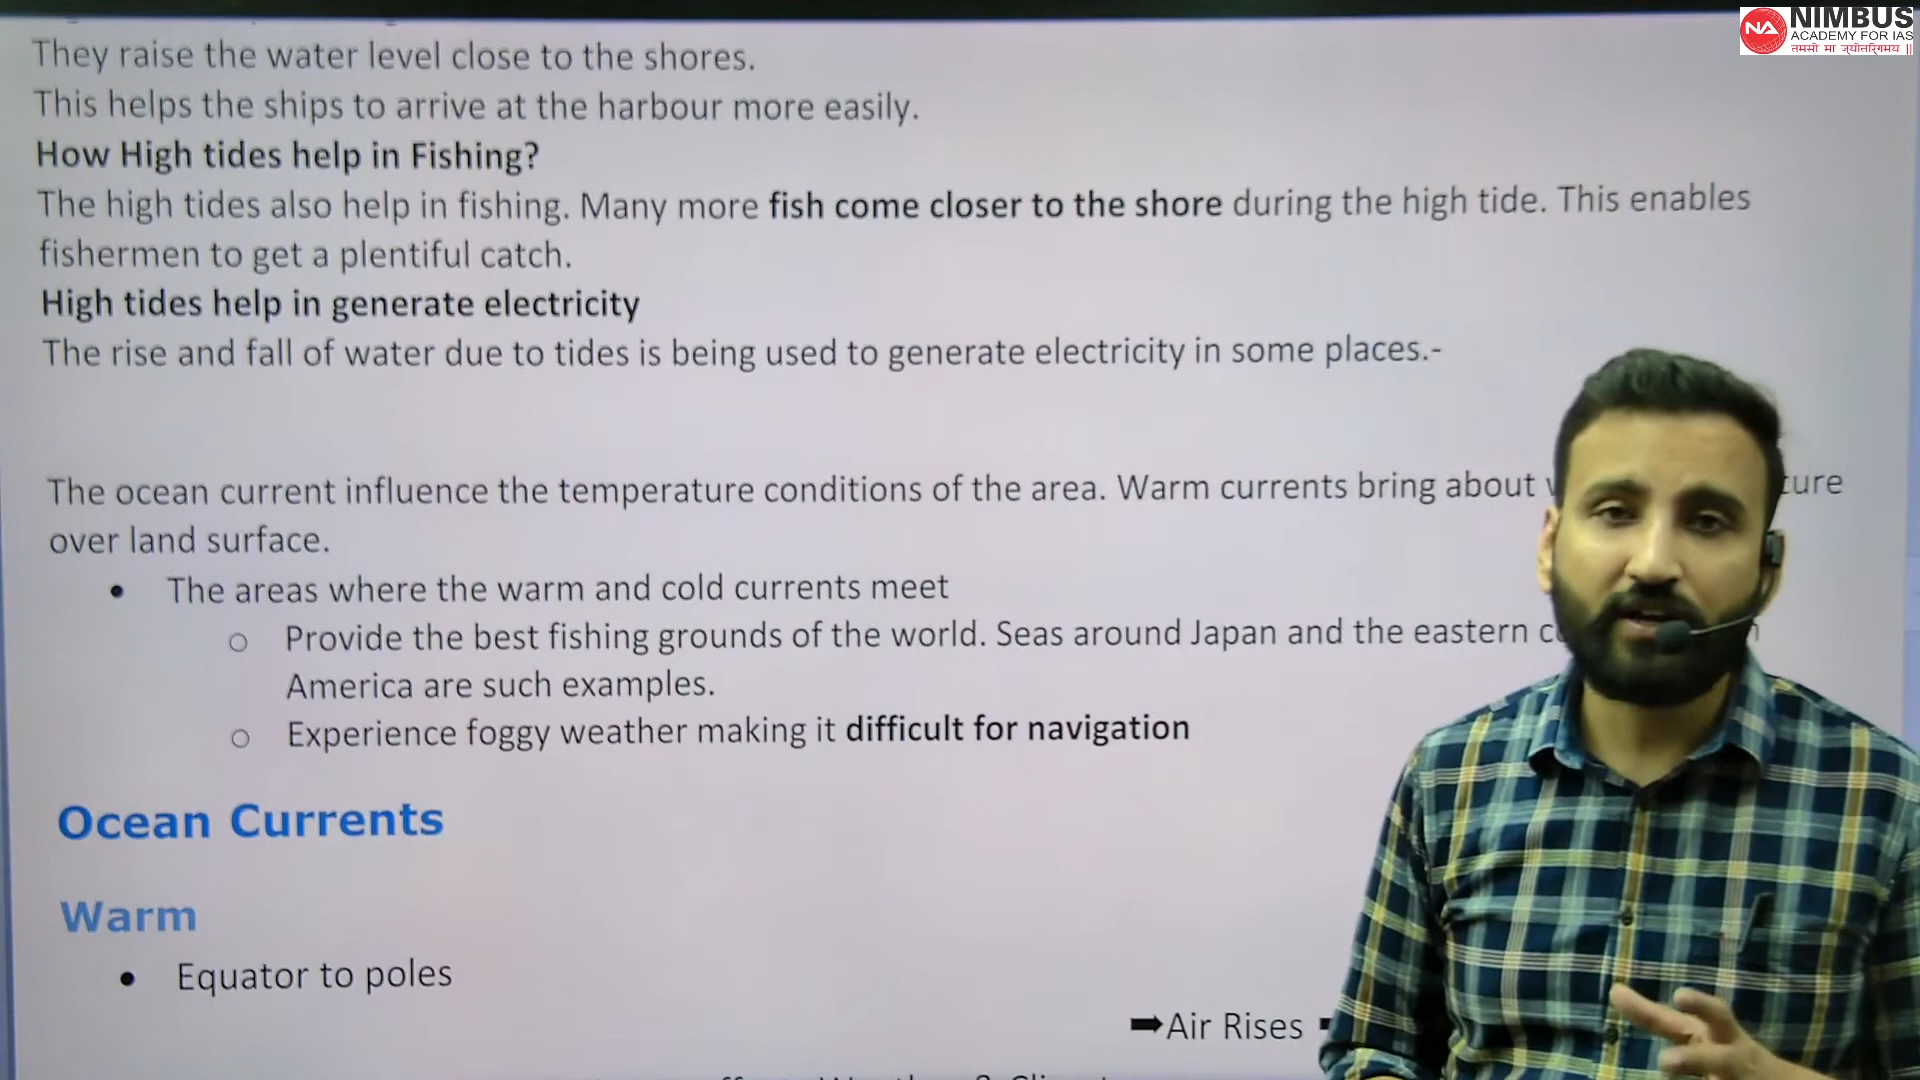 NIMBUS
ACADEMY FOR IAS
तमसो मा ज्योतिर्गमय ||
NA
They raise the water level close to the shores.
This helps the ships to arrive at the harbour more easily.
How High tides help in Fishing?
The high tides also help in fishing. Many more fish come closer to the shore during the high tide. This enables
fishermen to get a plentiful catch.
High tides help in generate electricity
The rise and fall of water due to tides is being used to generate electricity in some places.-
The ocean current influence the temperature conditions of the area. Warm currents bring about
over land surface.
• The areas where the warm and cold currents meet
o Provide the best fishing grounds of the world. Seas around Japan and the eastern
America are such examples.
o Experience foggy weather making it difficult for navigation
Ocean Currents
Warm
• Equator to poles
➡Air Rises